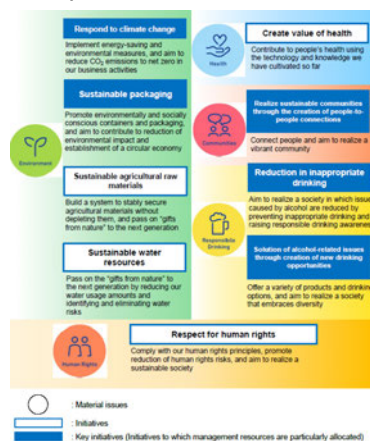 Respond to climate change
Implement energy-saving and
environmental measures, and aim to
reduce CO₂ emissions to net zero in
our business activities
Sustainable packaging
Promote environmentally and socially
conscious containers and packaging,
and aim to contribute to reduction of
environmental impact and
establishment of a circular economy
Environment
Sustainable agricultural raw
materials
Build a system to stably secure
agricultural materials without
depleting them, and pass on "gifts
from nature" to the next generation
Sustainable water
resources
Pass on the "gifts from nature" to
the next generation by reducing our
water usage amounts and
identifying and eliminating water
risks
Create value of health
Contribute to people's health using
the technology and knowledge we
have cultivated so far
Health
Realize sustainable communities
through the creation of people-to-
people connections
Communities
Connect people and aim to realize a
vibrant community
Reduction in inappropriate
drinking
Aim to realize a society in which issue
caused by alcohol are reduced by
preventing inappropriate drinking and
raising responsible drinking awarenes
Responsible
Drinking
Solution of alcohol-related issues
through creation of new drinking
opportunities
Offer a variety of products and drinking
options, and aim to realize a society
that embraces diversity
Respect for human rights
Comply with our human rights principles, promote
reduction of human rights risks, and aim to realize a
sustainable society
Human Rights
: Material issues
: Initiatives
: Key initiatives (Initiatives to which management resources are particularly allocated)